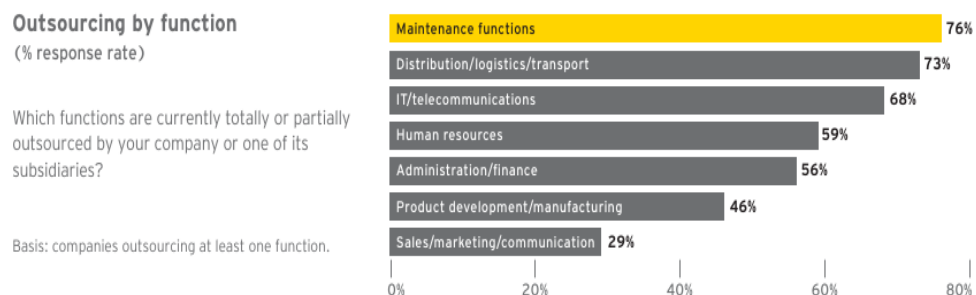 Outsourcing by function
(% response rate)
Which functions are currently totally or partially
outsourced by your company or one of its
subsidiaries?
Basis: companies outsourcing at least one function.
Maintenance functions 76%
Distribution/logistics/transport 73%
IT/telecommunications 68%
Human resources 59%
Administration/finance 56%
Product development/manufacturing 46%
Sales/marketing/communication 29%
0% 20% 40% 60% 80%